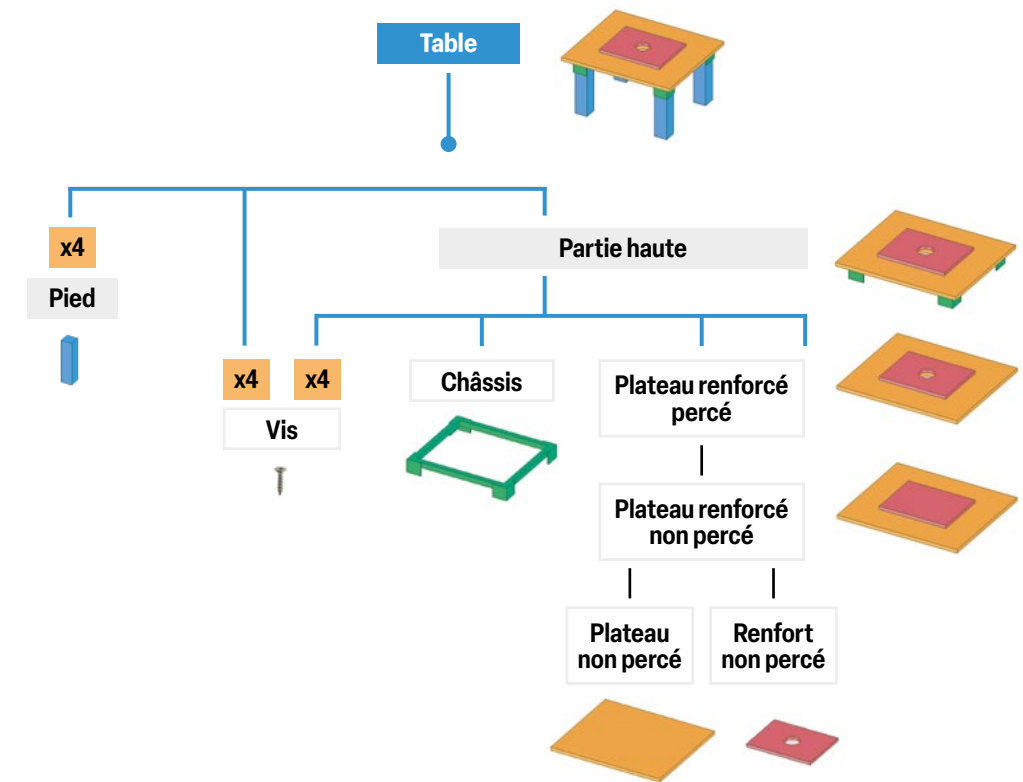 Table
x4
Partie haute
Pied
x4
x4
Vis
Châssis
Plateau renforcé
percé
Plateau renforcé
non percé
Plateau
non percé
Renfort
non percé